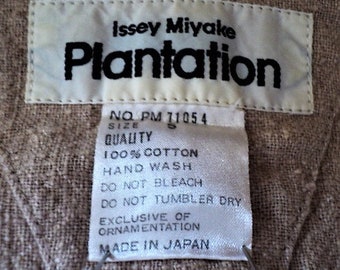 Issey Miyake
Plantation
NO. PM 71054
SIZE S
QUALITY
100% COTTON
HAND WASH
DO NOT BLEACH
DO NOT TUMBLER DRY
EXCLUSIVE OF
ORNAMENTATION
MADE IN JAPAN